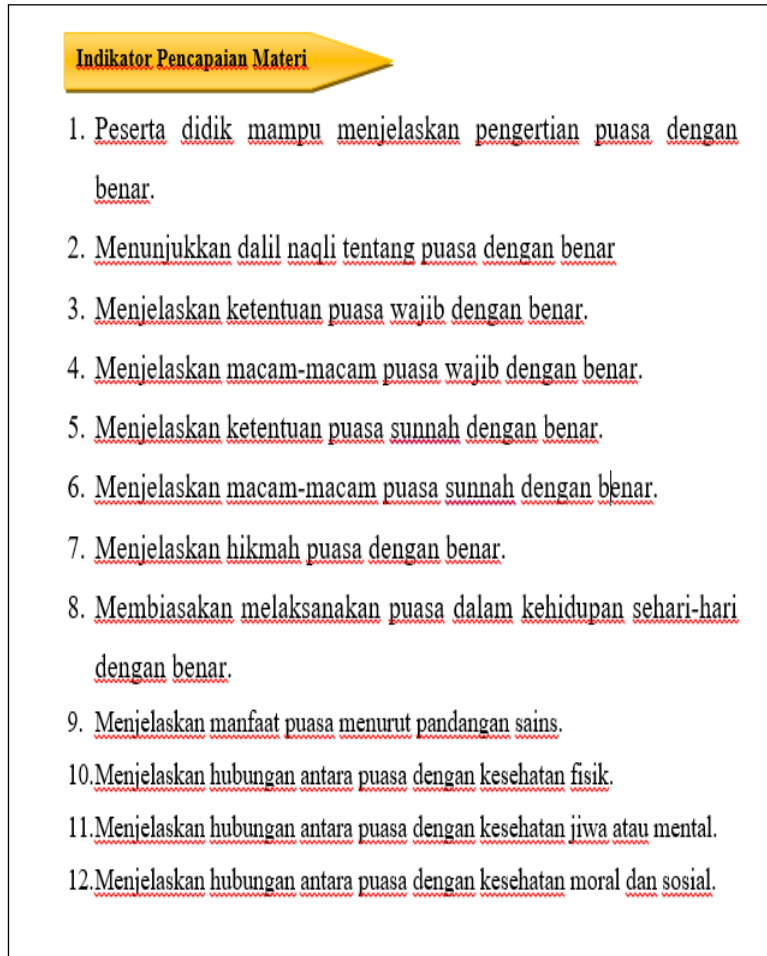 Indikator Pencapaian Materi
1. Peserta didik mampu menjelaskan pengertian puasa dengan
benar.
2. Menunjukkan dalil naqli tentang puasa dengan benar
3. Menjelaskan ketentuan puasa wajib dengan benar.
4. Menjelaskan macam-macam puasa wajib dengan benar.
5. Menjelaskan ketentuan puasa sunnah dengan benar.
6. Menjelaskan macam-macam puasa sunnah dengan benar.
7. Menjelaskan hikmah puasa dengan benar.
8. Membiasakan melaksanakan puasa dalam kehidupan sehari-hari
dengan benar.
9. Menjelaskan manfaat puasa menurut pandangan sains.
10.Menjelaskan hubungan antara puasa dengan kesehatan fisik.
11.Menjelaskan hubungan antara puasa dengan kesehatan jiwa atau mental.
12.Menjelaskan hubungan antara puasa dengan kesehatan moral dan sosial.